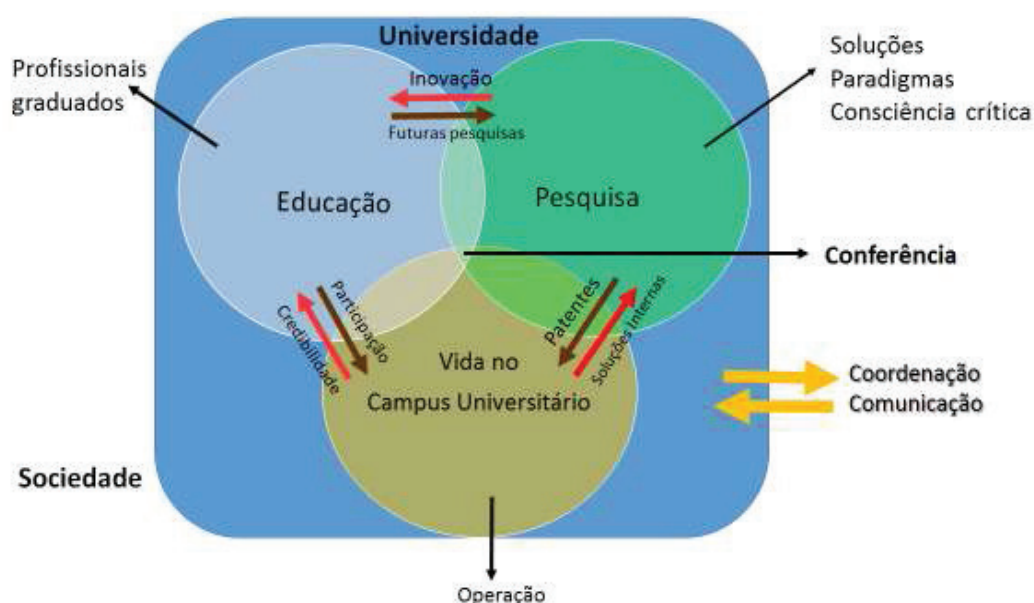 Universidade
Profissionais
graduados
Soluções
Paradigmas
Consciência crítica
Inovação
Futuras pesquisas
Educação
Pesquisa
Conferência
Participação
Credibilidade
Patentes
Soluções Internas
Vida no
Campus Universitário
Coordenação
Comunicação
Sociedade
Operação